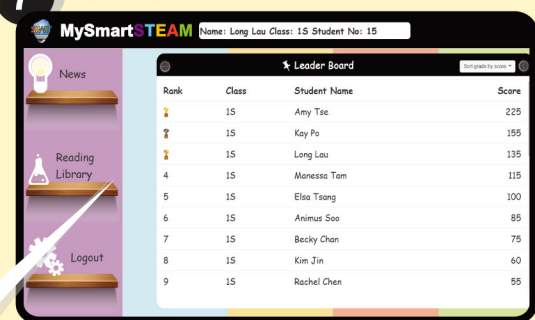 MySmartSTEAM
Name: Long Lau Class: 1S Student No: 15
News
Reading
Library
Logout
Leader Board
Sort grade by score
Rank Class Student Name Score
1S Amy Tse 225
1S Kay Po 155
1S Long Lau 135
4 1S Manessa Tam 115
5 1S Elsa Tsang 100
6 1S Animus Soo 85
7 1S Becky Chan 75
8 1S Kim Jin 60
9 1S Rachel Chen 55